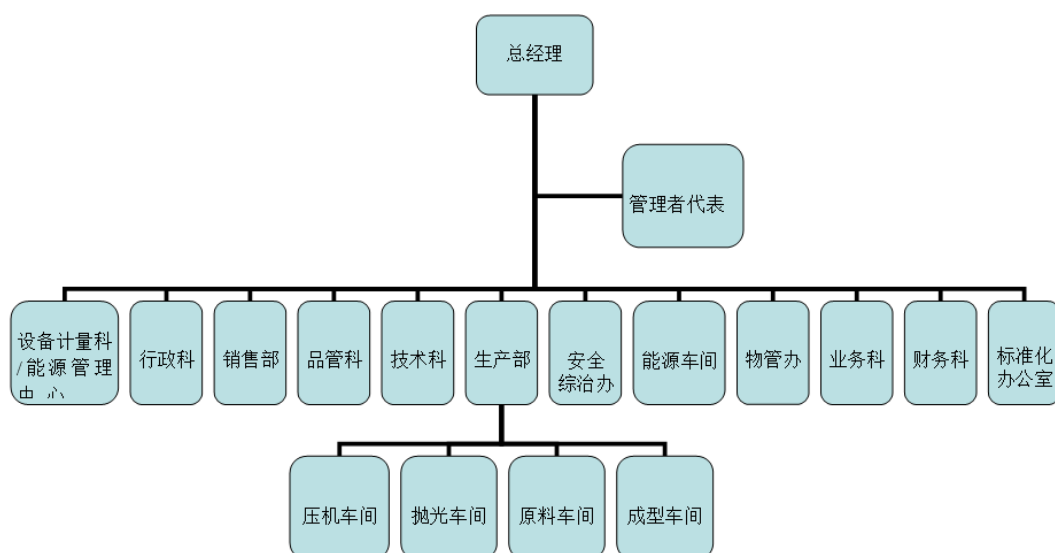 总经理
管理者代表
设备计量科
/能源管理
中心
行政科
销售部
品管科
技术科
生产部
安全
综治办
能源车间
物管办
业务科
财务科
标准化
办公室
压机车间
抛光车间
原料车间
成型车间